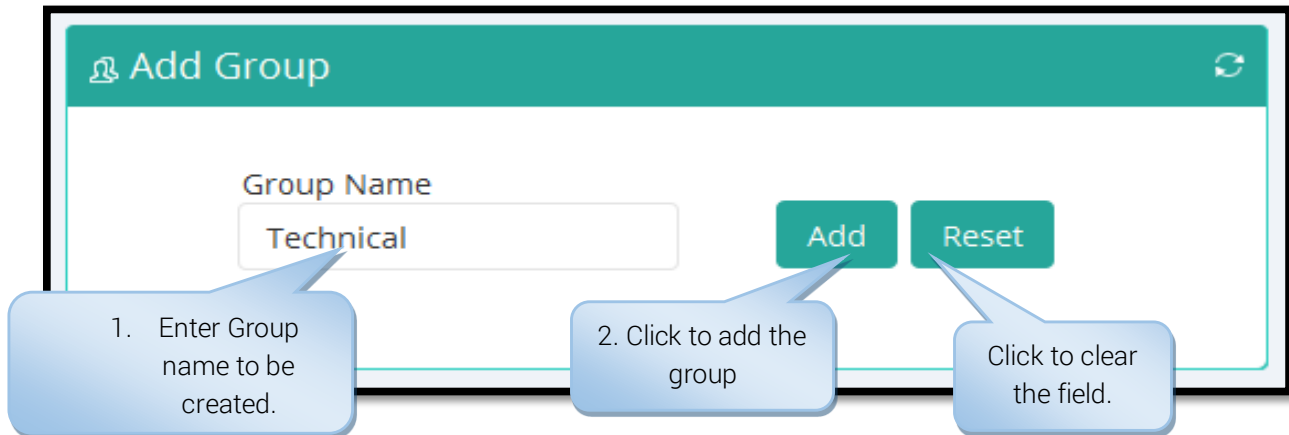 Add Group
Group Name
Technical
Add
Reset
1. Enter Group
name to be
created.
2. Click to add the
group
Click to clear
the field.